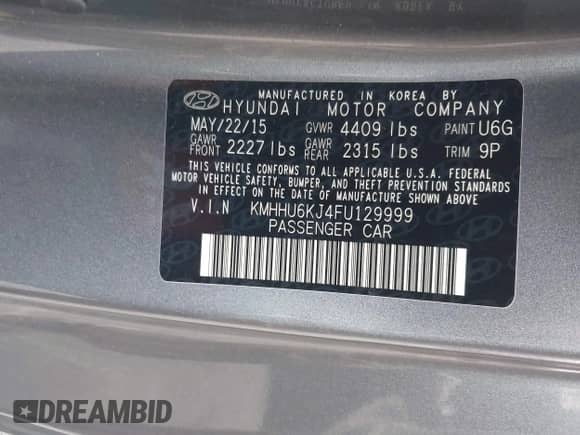 MANUFACTURED IN KOREA BY
HYUNDAI MOTOR COMPANY
MAY/22/15 GVWR 4409 lbs PAINT U6G
GAWR FRONT 2227 lbs GAWR REAR 2315 lbs TRIM 9P
THIS VEHICLE CONFORMS TO ALL APPLICABLE U.S.A. FEDERAL
MOTOR VEHICLE SAFETY, BUMPER, AND THEFT PREVENTION STANDARDS
IN EFFECT ON THE DATE OF MANUFACTURE SHOWN ABOVE
V.I.N KMHHU6KJ4FU129999
PASSENGER CAR
DREAMBID